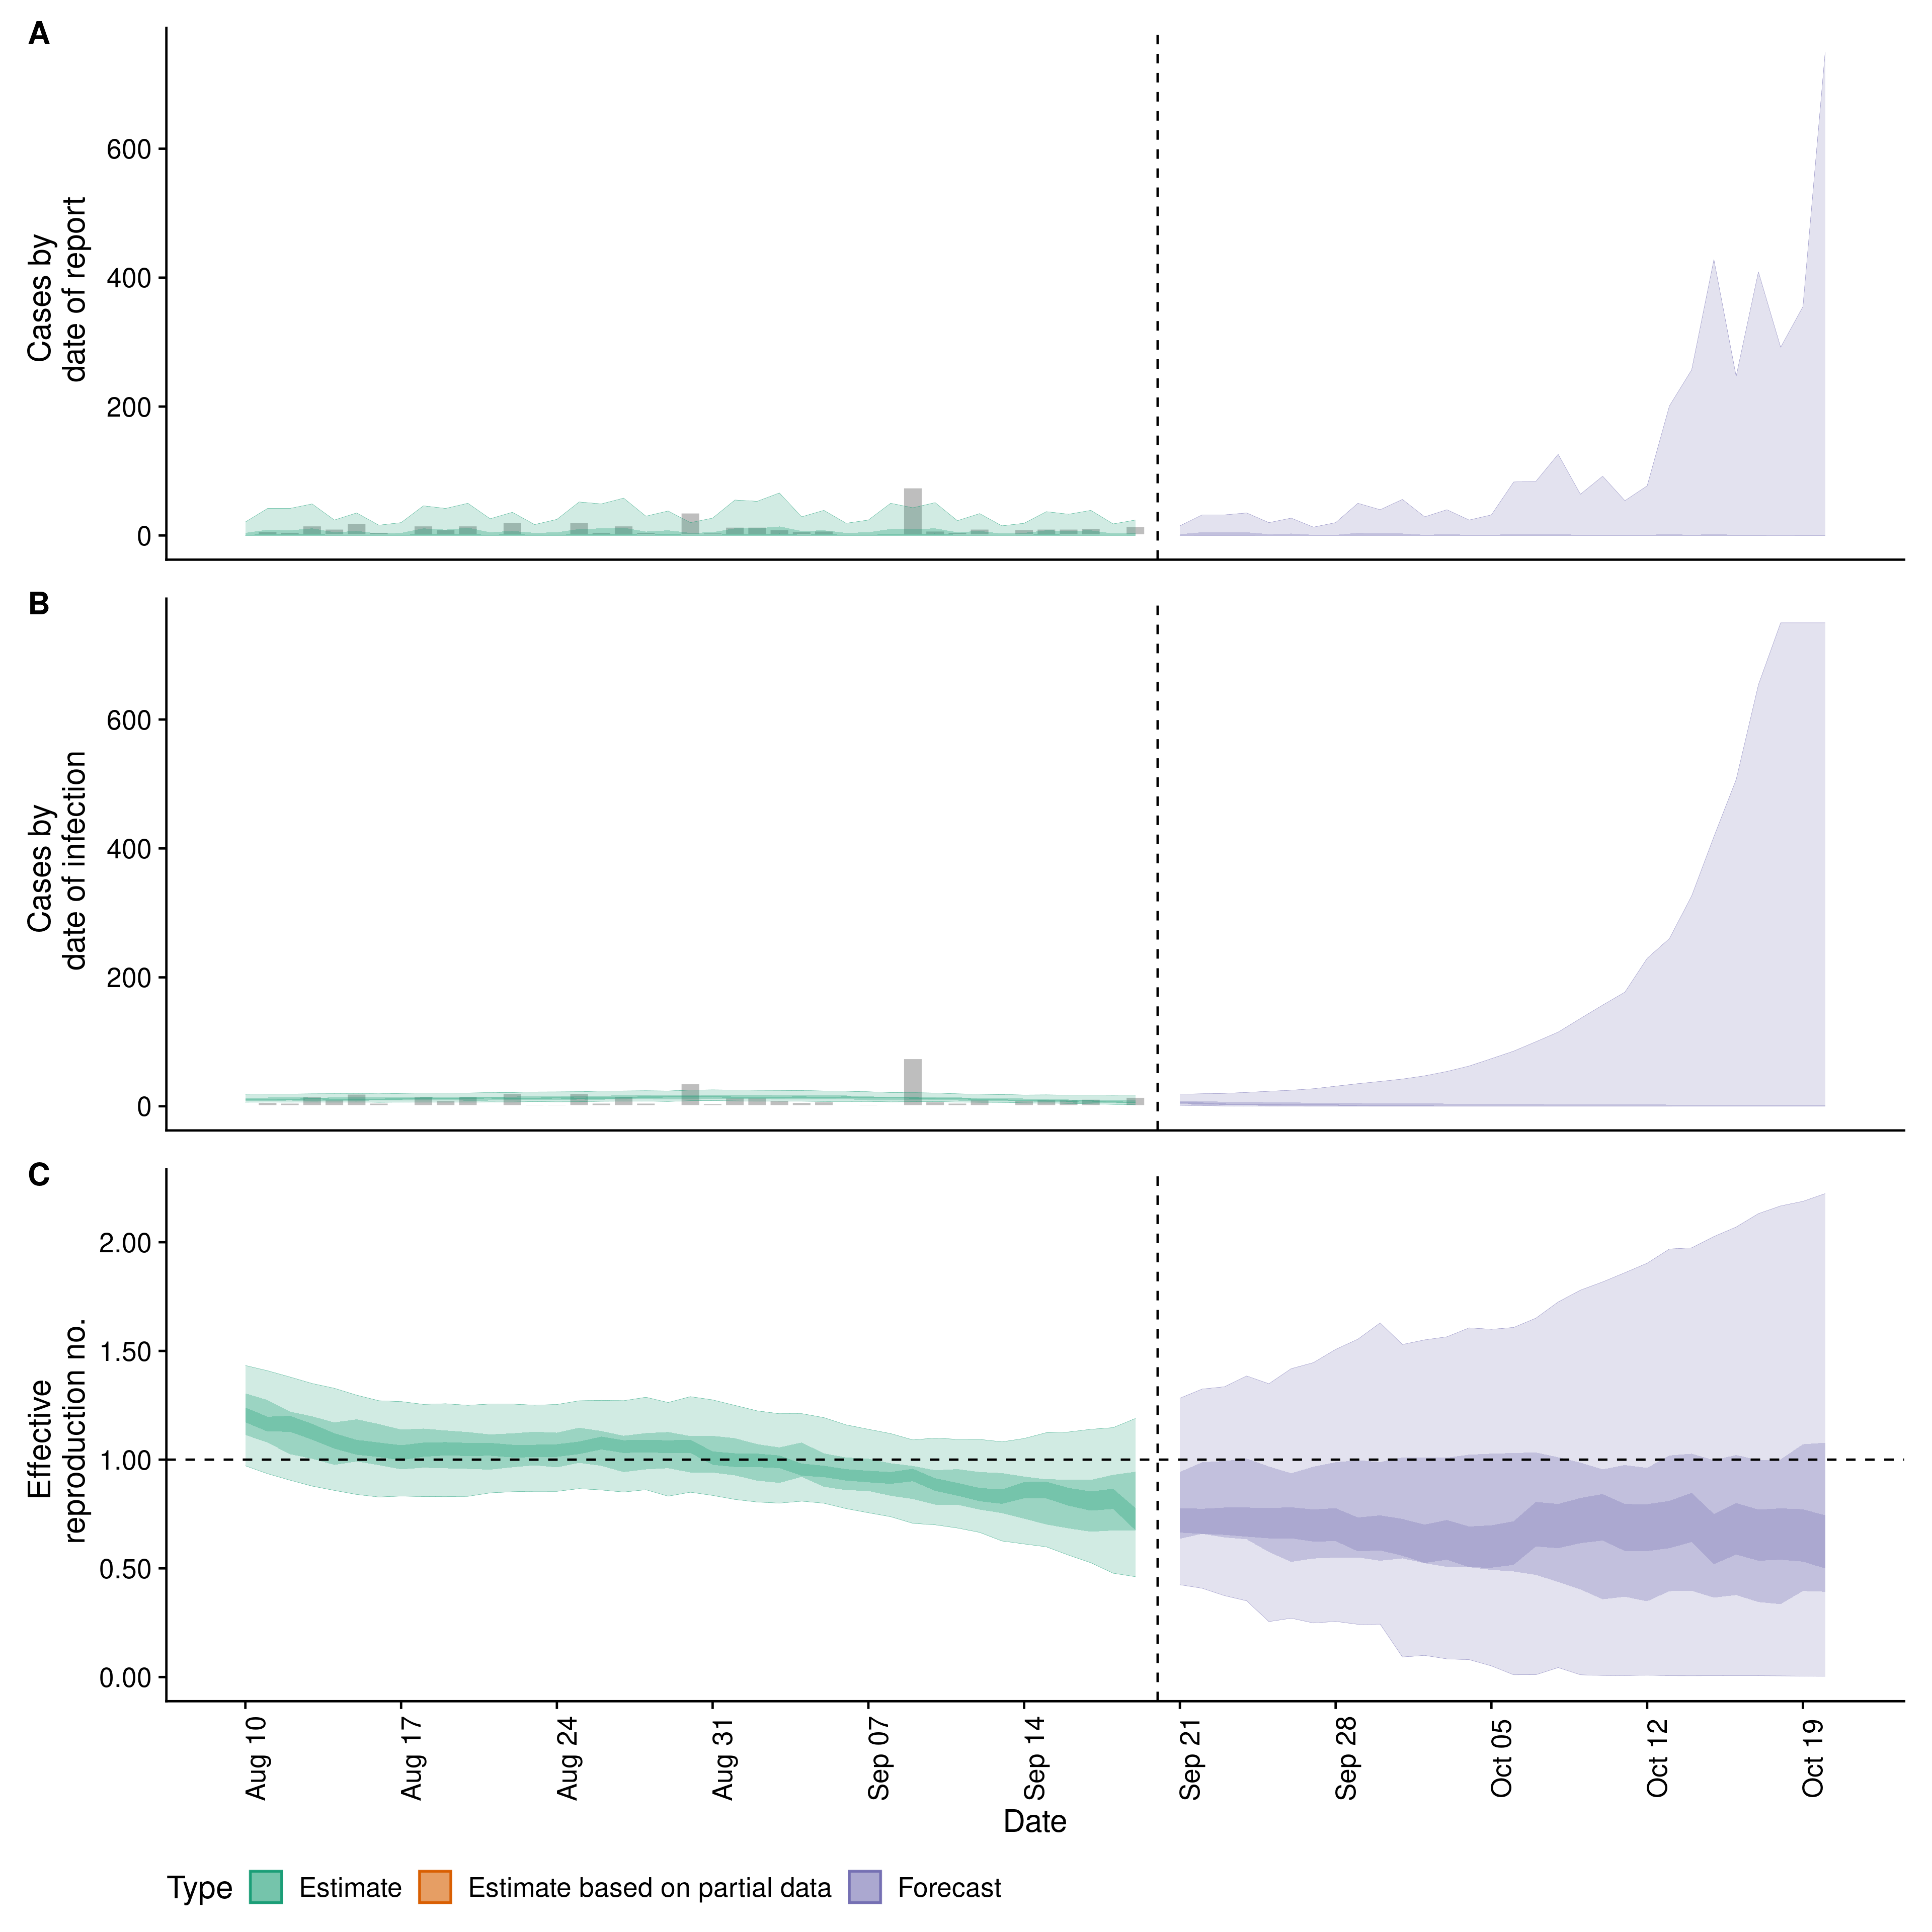 A
Cases by
date of report
600
400
200
0
B
Cases by
date of infection
600
400
200
0
C
Effective
reproduction no.
2.00
1.50
1.00
0.50
0.00
Aug 10
Aug 17
Aug 24
Aug 31
Sep 07
Sep 14
Sep 21
Sep 28
Oct 05
Oct 12
Oct 19
Date
Type Estimate Estimate based on partial data Forecast